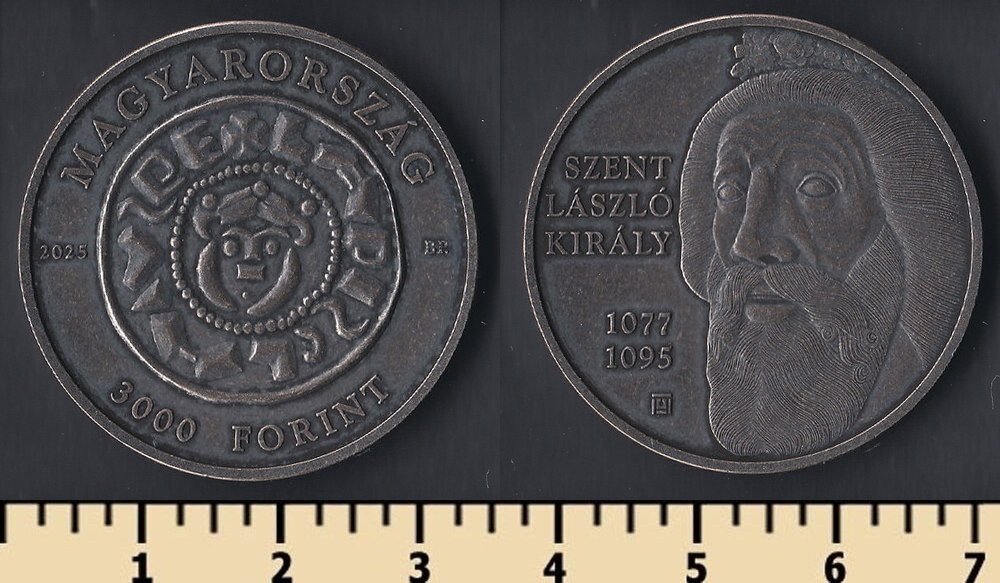 MAGYARORSZÁG
2025
BP.
3000 FORINT
SZENT
LÁSZLÓ
KIRÁLY
1077
1095
1 2 3 4 5 6 7